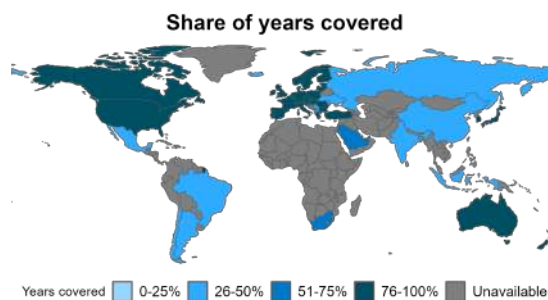 Share of years covered
Years covered 0-25% 26-50% 51-75% 76-100% Unavailable